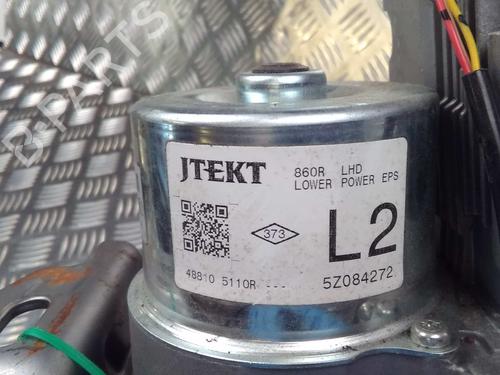 B-PARTS
JTEKT
860R LHD
LOWER POWER EPS
373
L2
48810 5110R ---
5Z084272